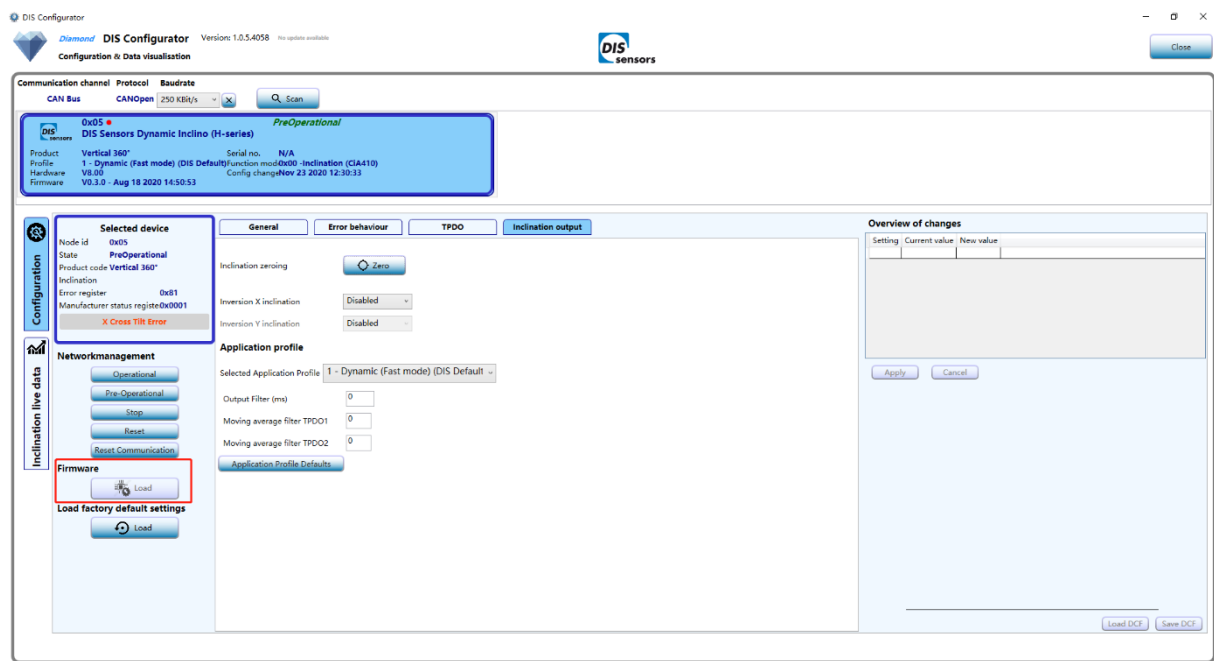 DIS Configurator
Diamond DIS Configurator Version: 1.0.5.4058 No update available
Configuration & Data visualisation
DIS sensors
Close
Communication channel Protocol Baudrate
CAN Bus CANOpen 250 KBit/s X Scan
0x05 PreOperational
DIS sensors
DIS Sensors Dynamic Inclino (H-series)
Product Vertical 360° Serial no. N/A
Profile 1 - Dynamic (Fast mode) (DIS Default) Function mod 0x00 -Inclination (CiA410)
Hardware V8.00 Config change Nov 23 2020 12:30:33
Firmware V0.3.0 - Aug 18 2020 14:50:53
Configuration
Inclination live data
Selected device
Node id 0x05
State PreOperational
Product code Vertical 360°
Inclination
Error register 0x81
Manufacturer status registe 0x0001
X Cross Tilt Error
Networkmanagement
Operational
Pre-Operational
Stop
Reset
Reset Communication
Firmware
Load
Load factory default settings
Load
General Error behaviour TPDO Inclination output
Inclination zeroing Zero
Inversion X inclination Disabled
Inversion Y inclination Disabled
Application profile
Selected Application Profile 1 - Dynamic (Fast mode) (DIS Default
Output Filter (ms) 0
Moving average filter TPDO1 0
Moving average filter TPDO2 0
Application Profile Defaults
Overview of changes
Setting Current value New value
Apply Cancel
Load DCF Save DCF